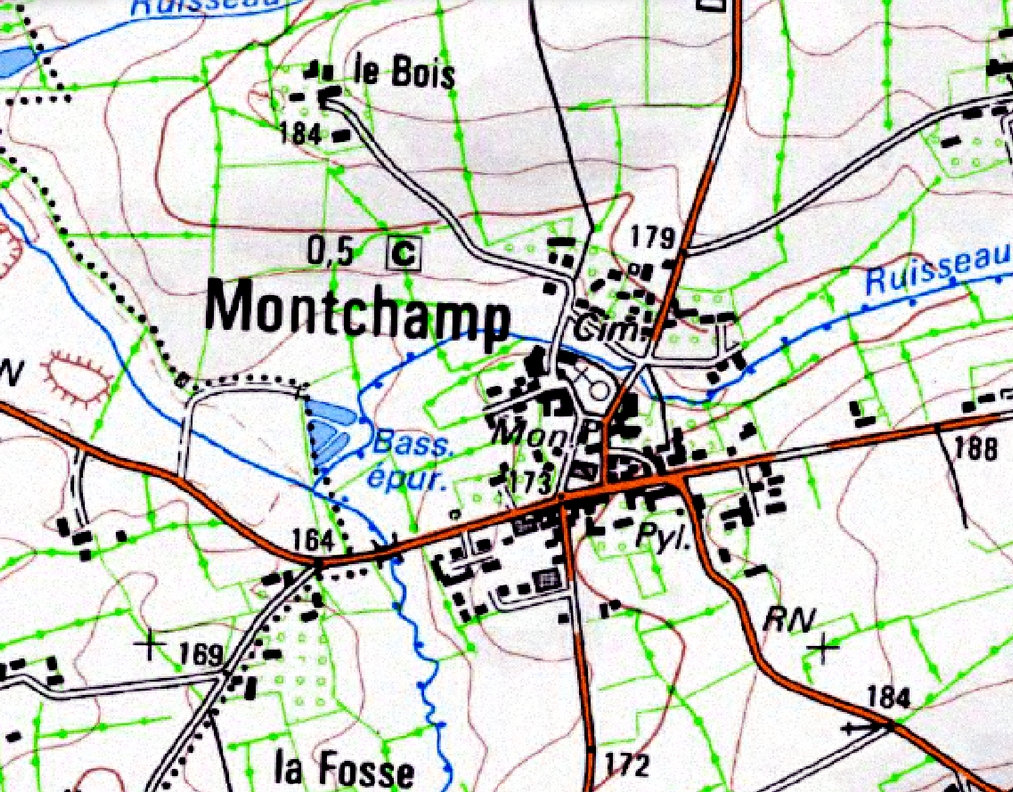 Ruisseau
le Bois
184
179
0,5 C
Ruisseau
Montchamp
Cim.
Mon.
P
Bass.
épur.
173
188
164
Pyl.
RN
169
184
la Fosse
172